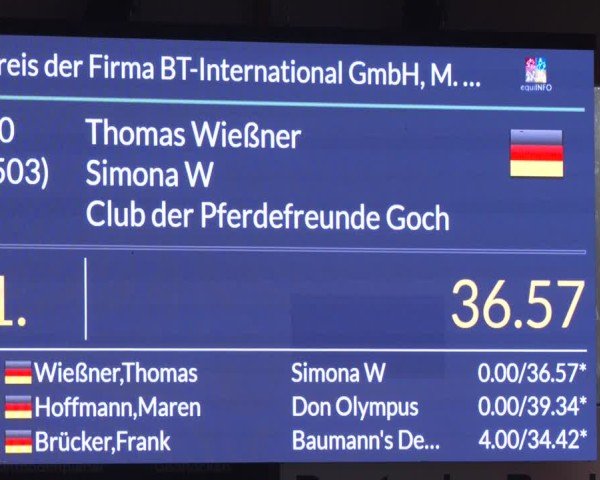 reis der Firma BT-International GmbH, M. ...
equiINFO
0 Thomas Wießner
503) Simona W
Club der Pferdefreunde Goch
1. 36.57
Wießner,Thomas Simona W 0.00/36.57*
Hoffmann,Maren Don Olympus 0.00/39.34*
Brücker,Frank Baumann's De... 4.00/34.42*